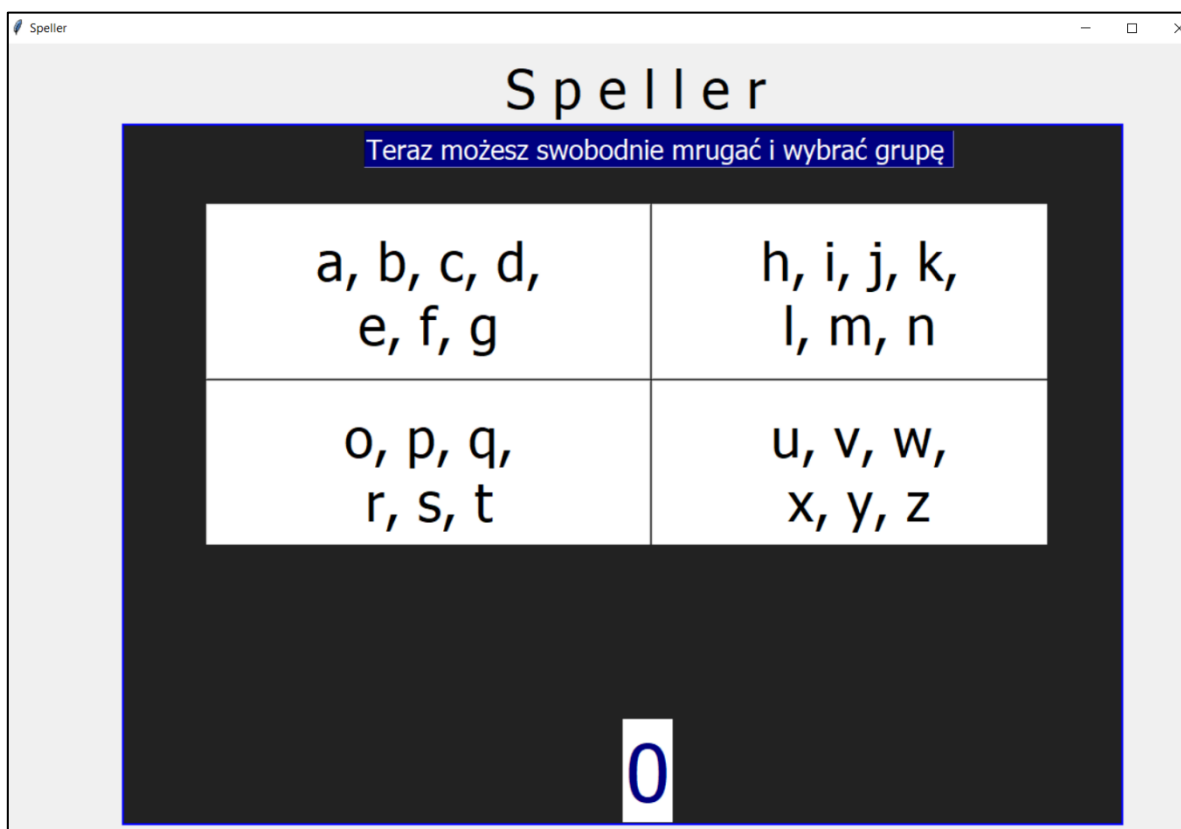 Speller
S p e l l e r
Teraz możesz swobodnie mrugać i wybrać grupę
a, b, c, d,
e, f, g
h, i, j, k,
l, m, n
o, p, q,
r, s, t
u, v, w,
x, y, z
0